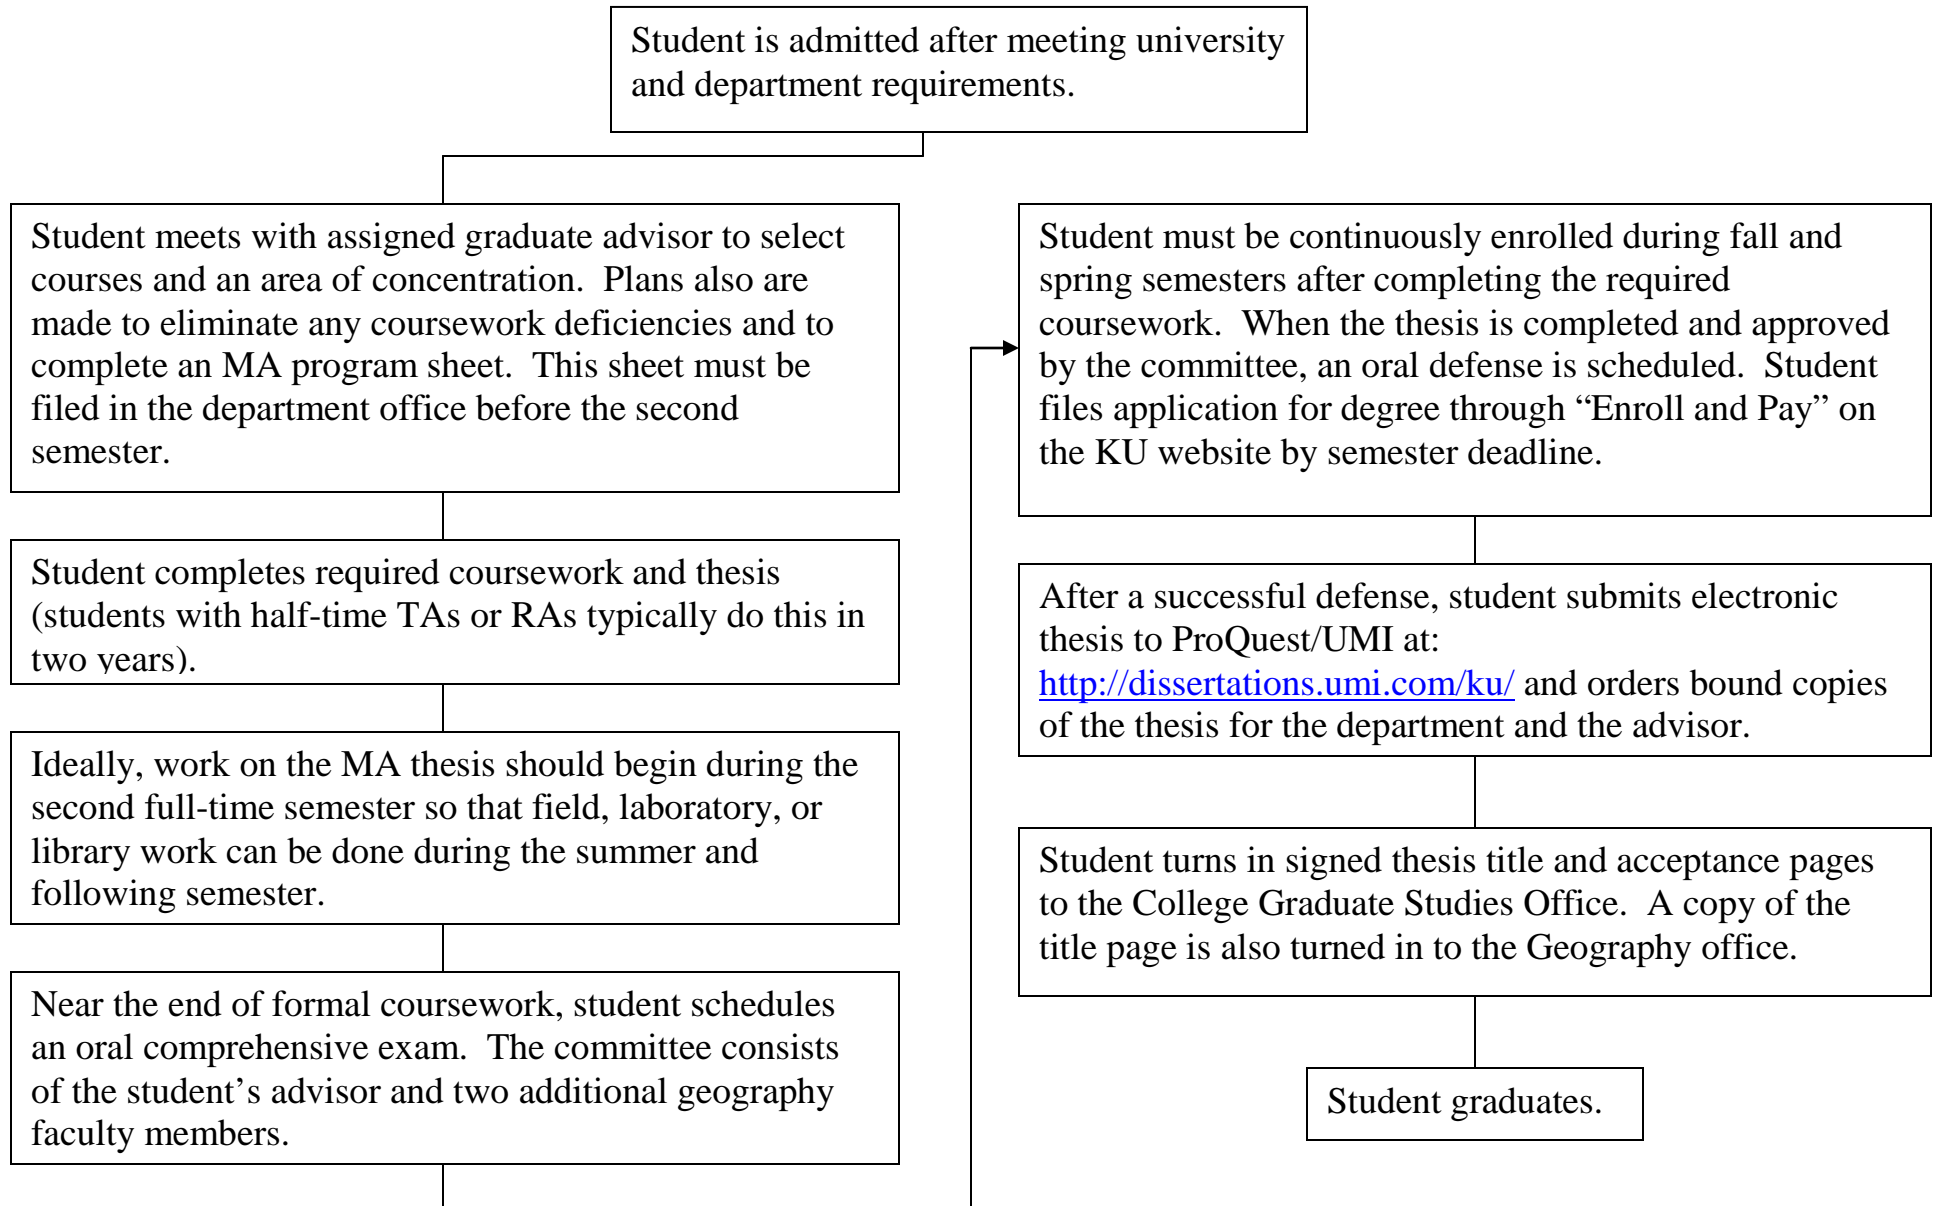 Student is admitted after meeting university
and department requirements.
Student meets with assigned graduate advisor to select
courses and an area of concentration.  Plans also are
made to eliminate any coursework deficiencies and to
complete an MA program sheet.  This sheet must be
filed in the department office before the second
semester.
Student completes required coursework and thesis
(students with half-time TAs or RAs typically do this in
two years).
Ideally, work on the MA thesis should begin during the
second full-time semester so that field, laboratory, or
library work can be done during the summer and
following semester.
Near the end of formal coursework, student schedules
an oral comprehensive exam.  The committee consists
of the student’s advisor and two additional geography
faculty members.
Student must be continuously enrolled during fall and
spring semesters after completing the required
coursework.  When the thesis is completed and approved
by the committee, an oral defense is scheduled.  Student
files application for degree through “Enroll and Pay” on
the KU website by semester deadline.
After a successful defense, student submits electronic
thesis to ProQuest/UMI at:
http://dissertations.umi.com/ku/ and orders bound copies
of the thesis for the department and the advisor.
Student turns in signed thesis title and acceptance pages
to the College Graduate Studies Office.  A copy of the
title page is also turned in to the Geography office.
Student graduates.